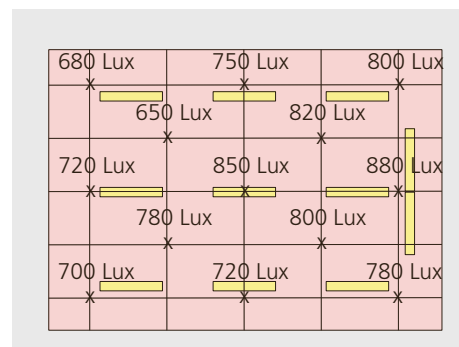 680 Lux 750 Lux 800 Lux
X X X
650 Lux 820 Lux
X X
720 Lux 850 Lux 880 Lux
X X X
780 Lux 800 Lux
X X
700 Lux 720 Lux 780 Lux
X X X